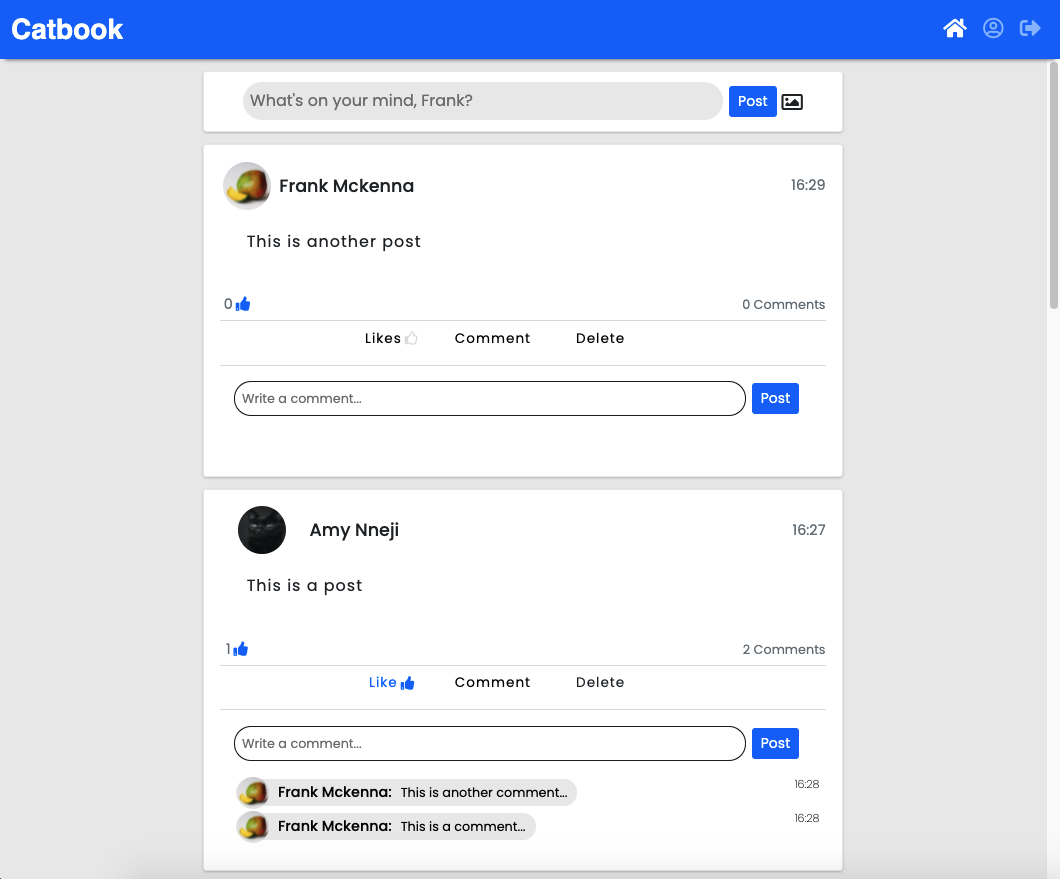 Catbook
What's on your mind, Frank? Post
Frank Mckenna 16:29
This is another post
0 0 Comments
Likes Comment Delete
Write a comment... Post
Amy Nneji 16:27
This is a post
1 2 Comments
Like Comment Delete
Write a comment... Post
Frank Mckenna: This is another comment... 16:28
Frank Mckenna: This is a comment... 16:28